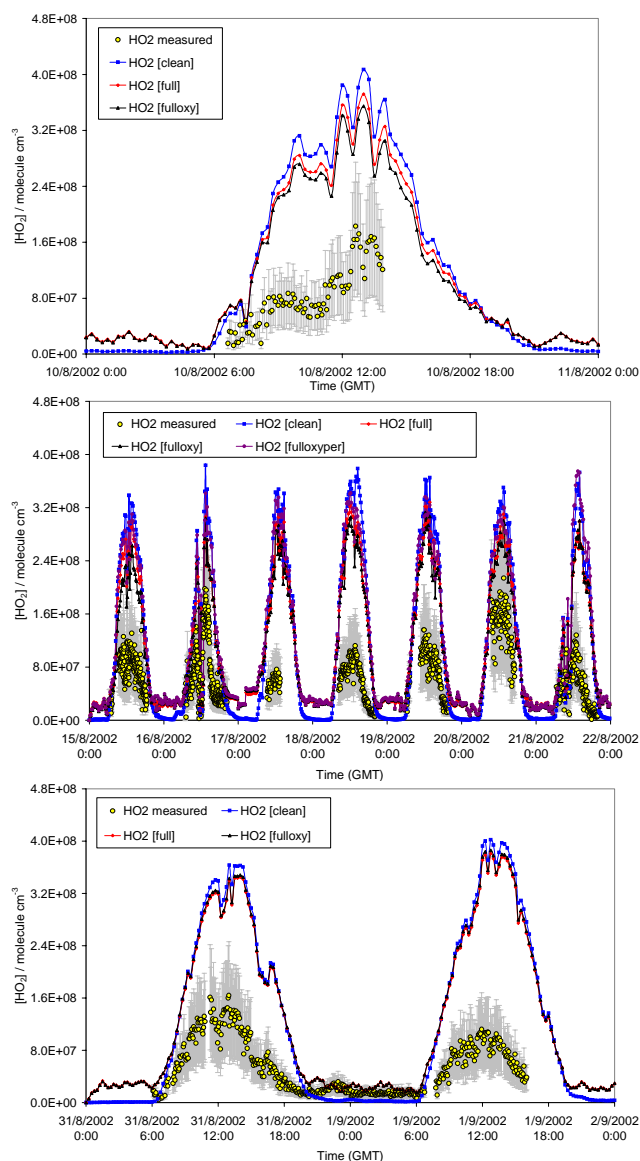 4.8E+08
HO2 measured
HO2 [clean]
4.0E+08
HO2 [full]
HO2 [fulloxy]
3.2E+08
[HO₂] / molecule cm⁻³
2.4E+08
1.6E+08
8.0E+07
0.0E+00
10/8/2002 0:00 10/8/2002 6:00 10/8/2002 12:00 10/8/2002 18:00 11/8/2002 0:00
Time (GMT)
4.8E+08
HO2 measured HO2 [clean] HO2 [full]
HO2 [fulloxy] HO2 [fulloxyper]
4.0E+08
3.2E+08
[HO₂] / molecule cm⁻³
2.4E+08
1.6E+08
8.0E+07
0.0E+00
15/8/2002 16/8/2002 17/8/2002 18/8/2002 19/8/2002 20/8/2002 21/8/2002 22/8/2002
0:00 0:00 0:00 0:00 0:00 0:00 0:00 0:00
Time (GMT)
4.8E+08
HO2 measured HO2 [clean]
HO2 [full] HO2 [fulloxy]
4.0E+08
3.2E+08
[HO₂] / molecule cm⁻³
2.4E+08
1.6E+08
8.0E+07
0.0E+00
31/8/2002 31/8/2002 31/8/2002 31/8/2002 1/9/2002 1/9/2002 1/9/2002 1/9/2002 2/9/2002
0:00 6:00 12:00 18:00 0:00 6:00 12:00 18:00 0:00
Time (GMT)